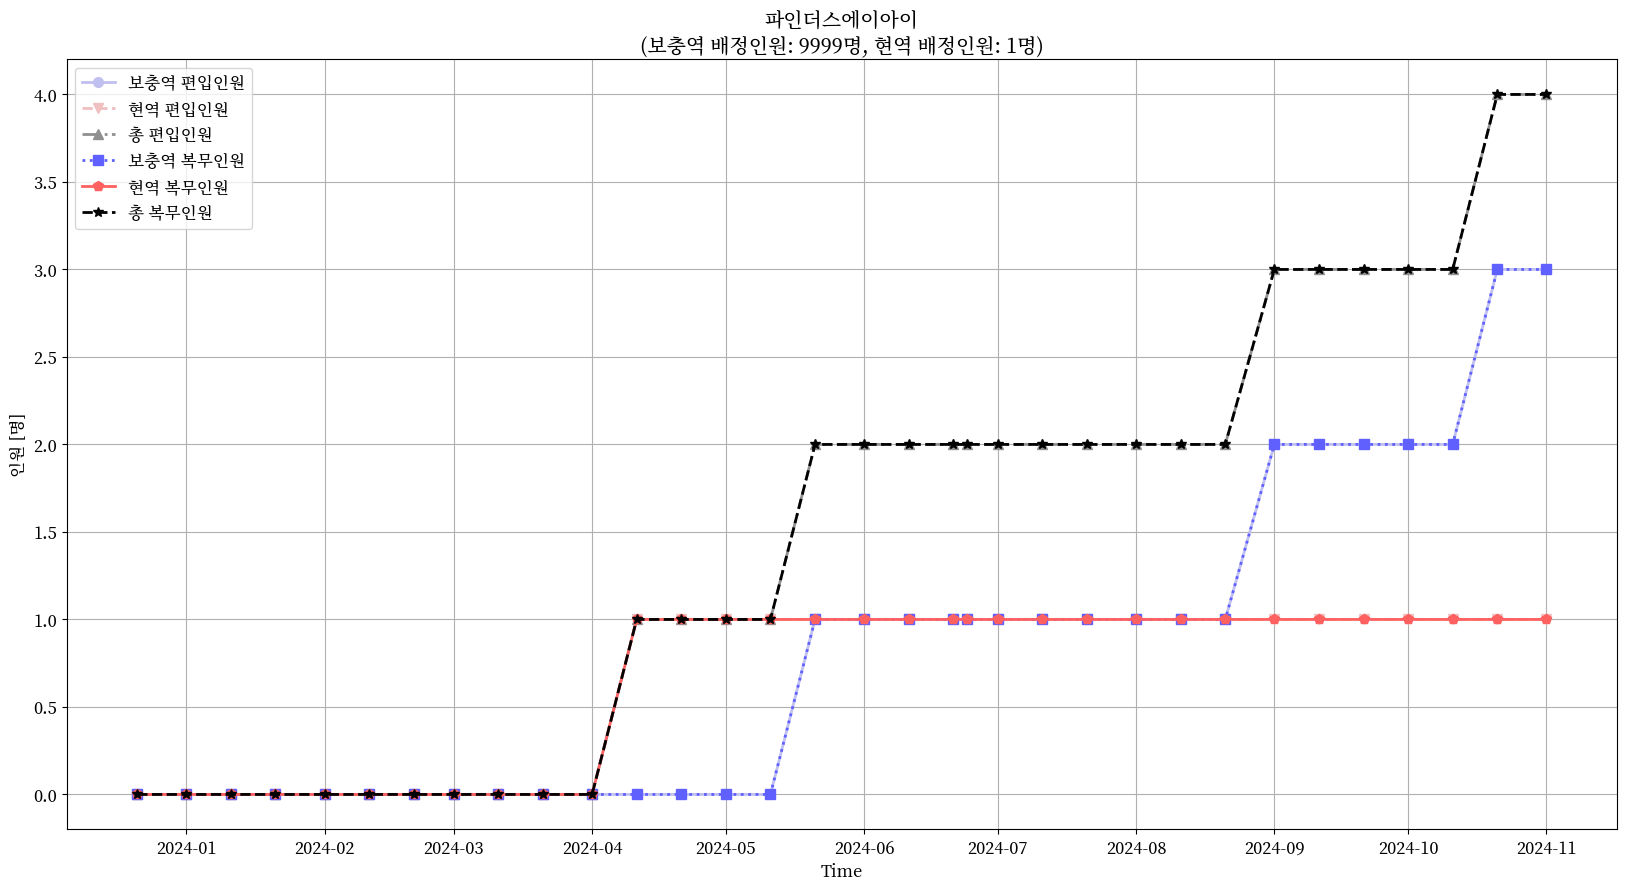 파인더스에이아이
(보충역 배정인원: 9999명, 현역 배정인원: 1명)
보충역 편입인원
현역 편입인원
총 편입인원
보충역 복무인원
현역 복무인원
총 복무인원
4.0
3.5
3.0
2.5
2.0
1.5
1.0
0.5
0.0
인원 [명]
2024-01 2024-02 2024-03 2024-04 2024-05 2024-06 2024-07 2024-08 2024-09 2024-10 2024-11
Time